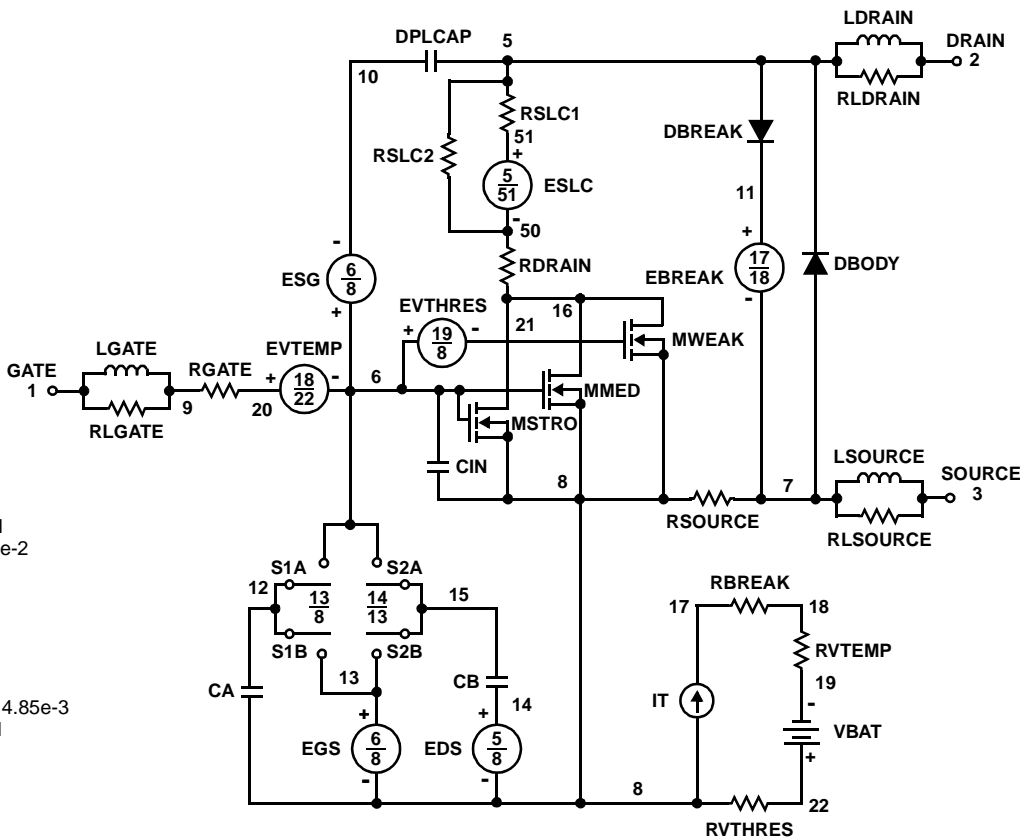 LDRAIN
DPLCAP
5
DRAIN
2
10
RLDRAIN
RSLC1
51
DBREAK
RSLC2
+
5
51
ESLC
11
-
50
-
+
17
18
RDRAIN
EBREAK
DBODY
6
8
ESG
-
EVTHRES
16
+
21
+
19
8
-
MWEAK
LGATE
EVTEMP
GATE
1
RGATE
+
18
22
-
6
MMED
9
20
RLGATE
MSTRO
CIN
8
7
LSOURCE
SOURCE
3
RSOURCE
RLSOURCE
e-2
S1A
S2A
RBREAK
12
13
8
14
13
15
17
18
RVTEMP
S1B
S2B
13
CB
19
CA
14
IT
-
4.85e-3
+
+
VBAT
EGS
6
8
EDS
5
8
-
-
+
8
22
RVTHRES